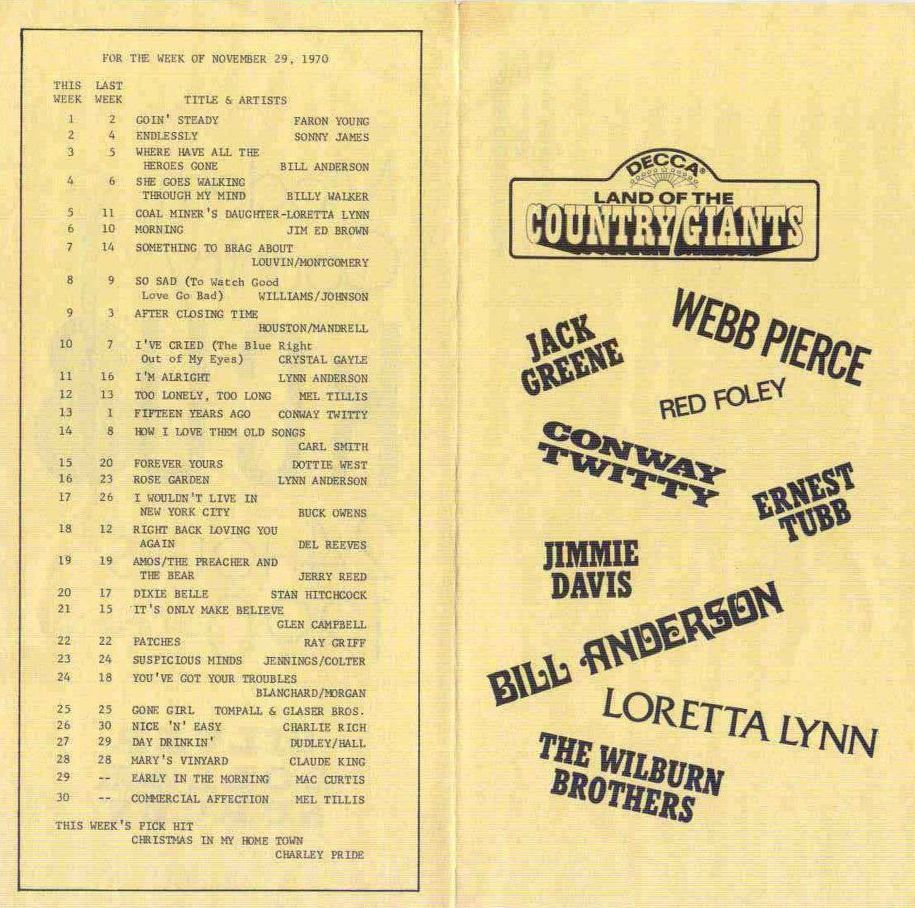 FOR THE WEEK OF NOVEMBER 29, 1970
THIS LAST
WEEK WEEK TITLE & ARTISTS
1 2 GOIN' STEADY FARON YOUNG
2 4 ENDLESSLY SONNY JAMES
3 5 WHERE HAVE ALL THE
HEROES GONE BILL ANDERSON
4 6 SHE GOES WALKING
THROUGH MY MIND BILLY WALKER
5 11 COAL MINER'S DAUGHTER-LORETTA LYNN
6 10 MORNING JIM ED BROWN
7 14 SOMETHING TO BRAG ABOUT
LOUVIN/MONTGOMERY
8 9 SO SAD (To Watch Good
Love Go Bad) WILLIAMS/JOHNSON
9 3 AFTER CLOSING TIME
HOUSTON/MANDRELL
10 7 I'VE CRIED (The Blue Right
Out of My Eyes) CRYSTAL GAYLE
11 16 I'M ALRIGHT LYNN ANDERSON
12 13 TOO LONELY, TOO LONG MEL TILLIS
13 1 FIFTEEN YEARS AGO CONWAY TWITTY
14 8 HOW I LOVE THEM OLD SONGS
CARL SMITH
15 20 FOREVER YOURS DOTTIE WEST
16 23 ROSE GARDEN LYNN ANDERSON
17 26 I WOULDN'T LIVE IN
NEW YORK CITY BUCK OWENS
18 12 RIGHT BACK LOVING YOU
AGAIN DEL REEVES
19 19 AMOS/THE PREACHER AND
THE BEAR JERRY REED
20 17 DIXIE BELLE STAN HITCHCOCK
21 15 IT'S ONLY MAKE BELIEVE
GLEN CAMPBELL
22 22 PATCHES RAY GRIFF
23 24 SUSPICIOUS MINDS JENNINGS/COLTER
24 18 YOU'VE GOT YOUR TROUBLES
BLANCHARD/MORGAN
25 25 GONE GIRL TOMPALL & GLASER BROS.
26 30 NICE 'N' EASY CHARLIE RICH
27 29 DAY DRINKIN' DUDLEY/HALL
28 28 MARY'S VINYARD CLAUDE KING
29 -- EARLY IN THE MORNING MAC CURTIS
30 -- COMMERCIAL AFFECTION MEL TILLIS
THIS WEEK'S PICK HIT
CHRISTMAS IN MY HOME TOWN
CHARLEY PRIDE
DECCA®
LAND OF THE
COUNTRY GIANTS
JACK
GREENE
WEBB PIERCE
RED FOLEY
CONWAY
TWITTY
ERNEST
TUBB
JIMMIE
DAVIS
BILL ANDERSON
LORETTA LYNN
THE WILBURN
BROTHERS